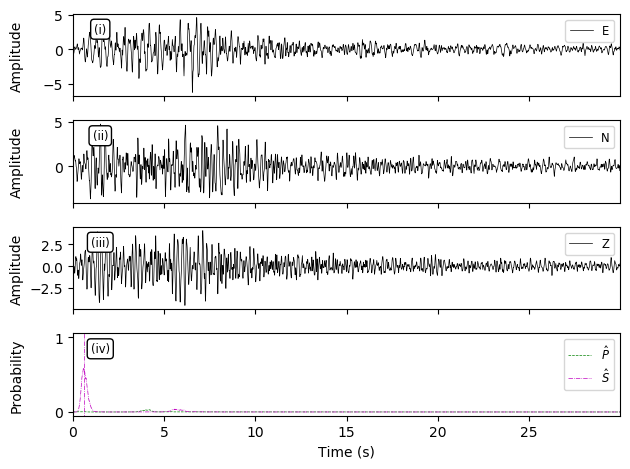 5
0
−5
Amplitude
(i)
E
5
0
Amplitude
(ii)
N
2.5
0.0
−2.5
Amplitude
(iii)
Z
1
0
Probability
(iv)
P̂
Ŝ
0 5 10 15 20 25
Time (s)